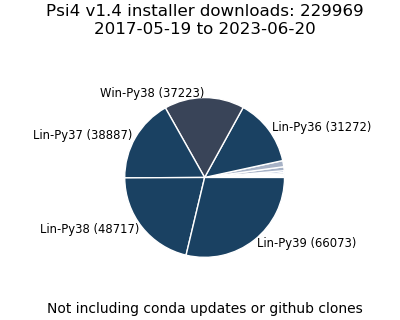 Psi4 v1.4 installer downloads: 229969
2017-05-19 to 2023-06-20
Win-Py38 (37223)
Lin-Py36 (31272)
Lin-Py37 (38887)
Lin-Py38 (48717)
Lin-Py39 (66073)
Not including conda updates or github clones